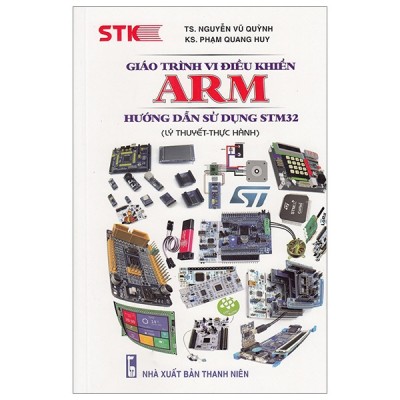 STK
TS. NGUYỄN VŨ QUỲNH
KS. PHẠM QUANG HUY
GIÁO TRÌNH VI ĐIỀU KHIỂN
ARM
HƯỚNG DẪN SỬ DỤNG STM32
(LÝ THUYẾT-THỰC HÀNH)
ST
NHÀ XUẤT BẢN THANH NIÊN